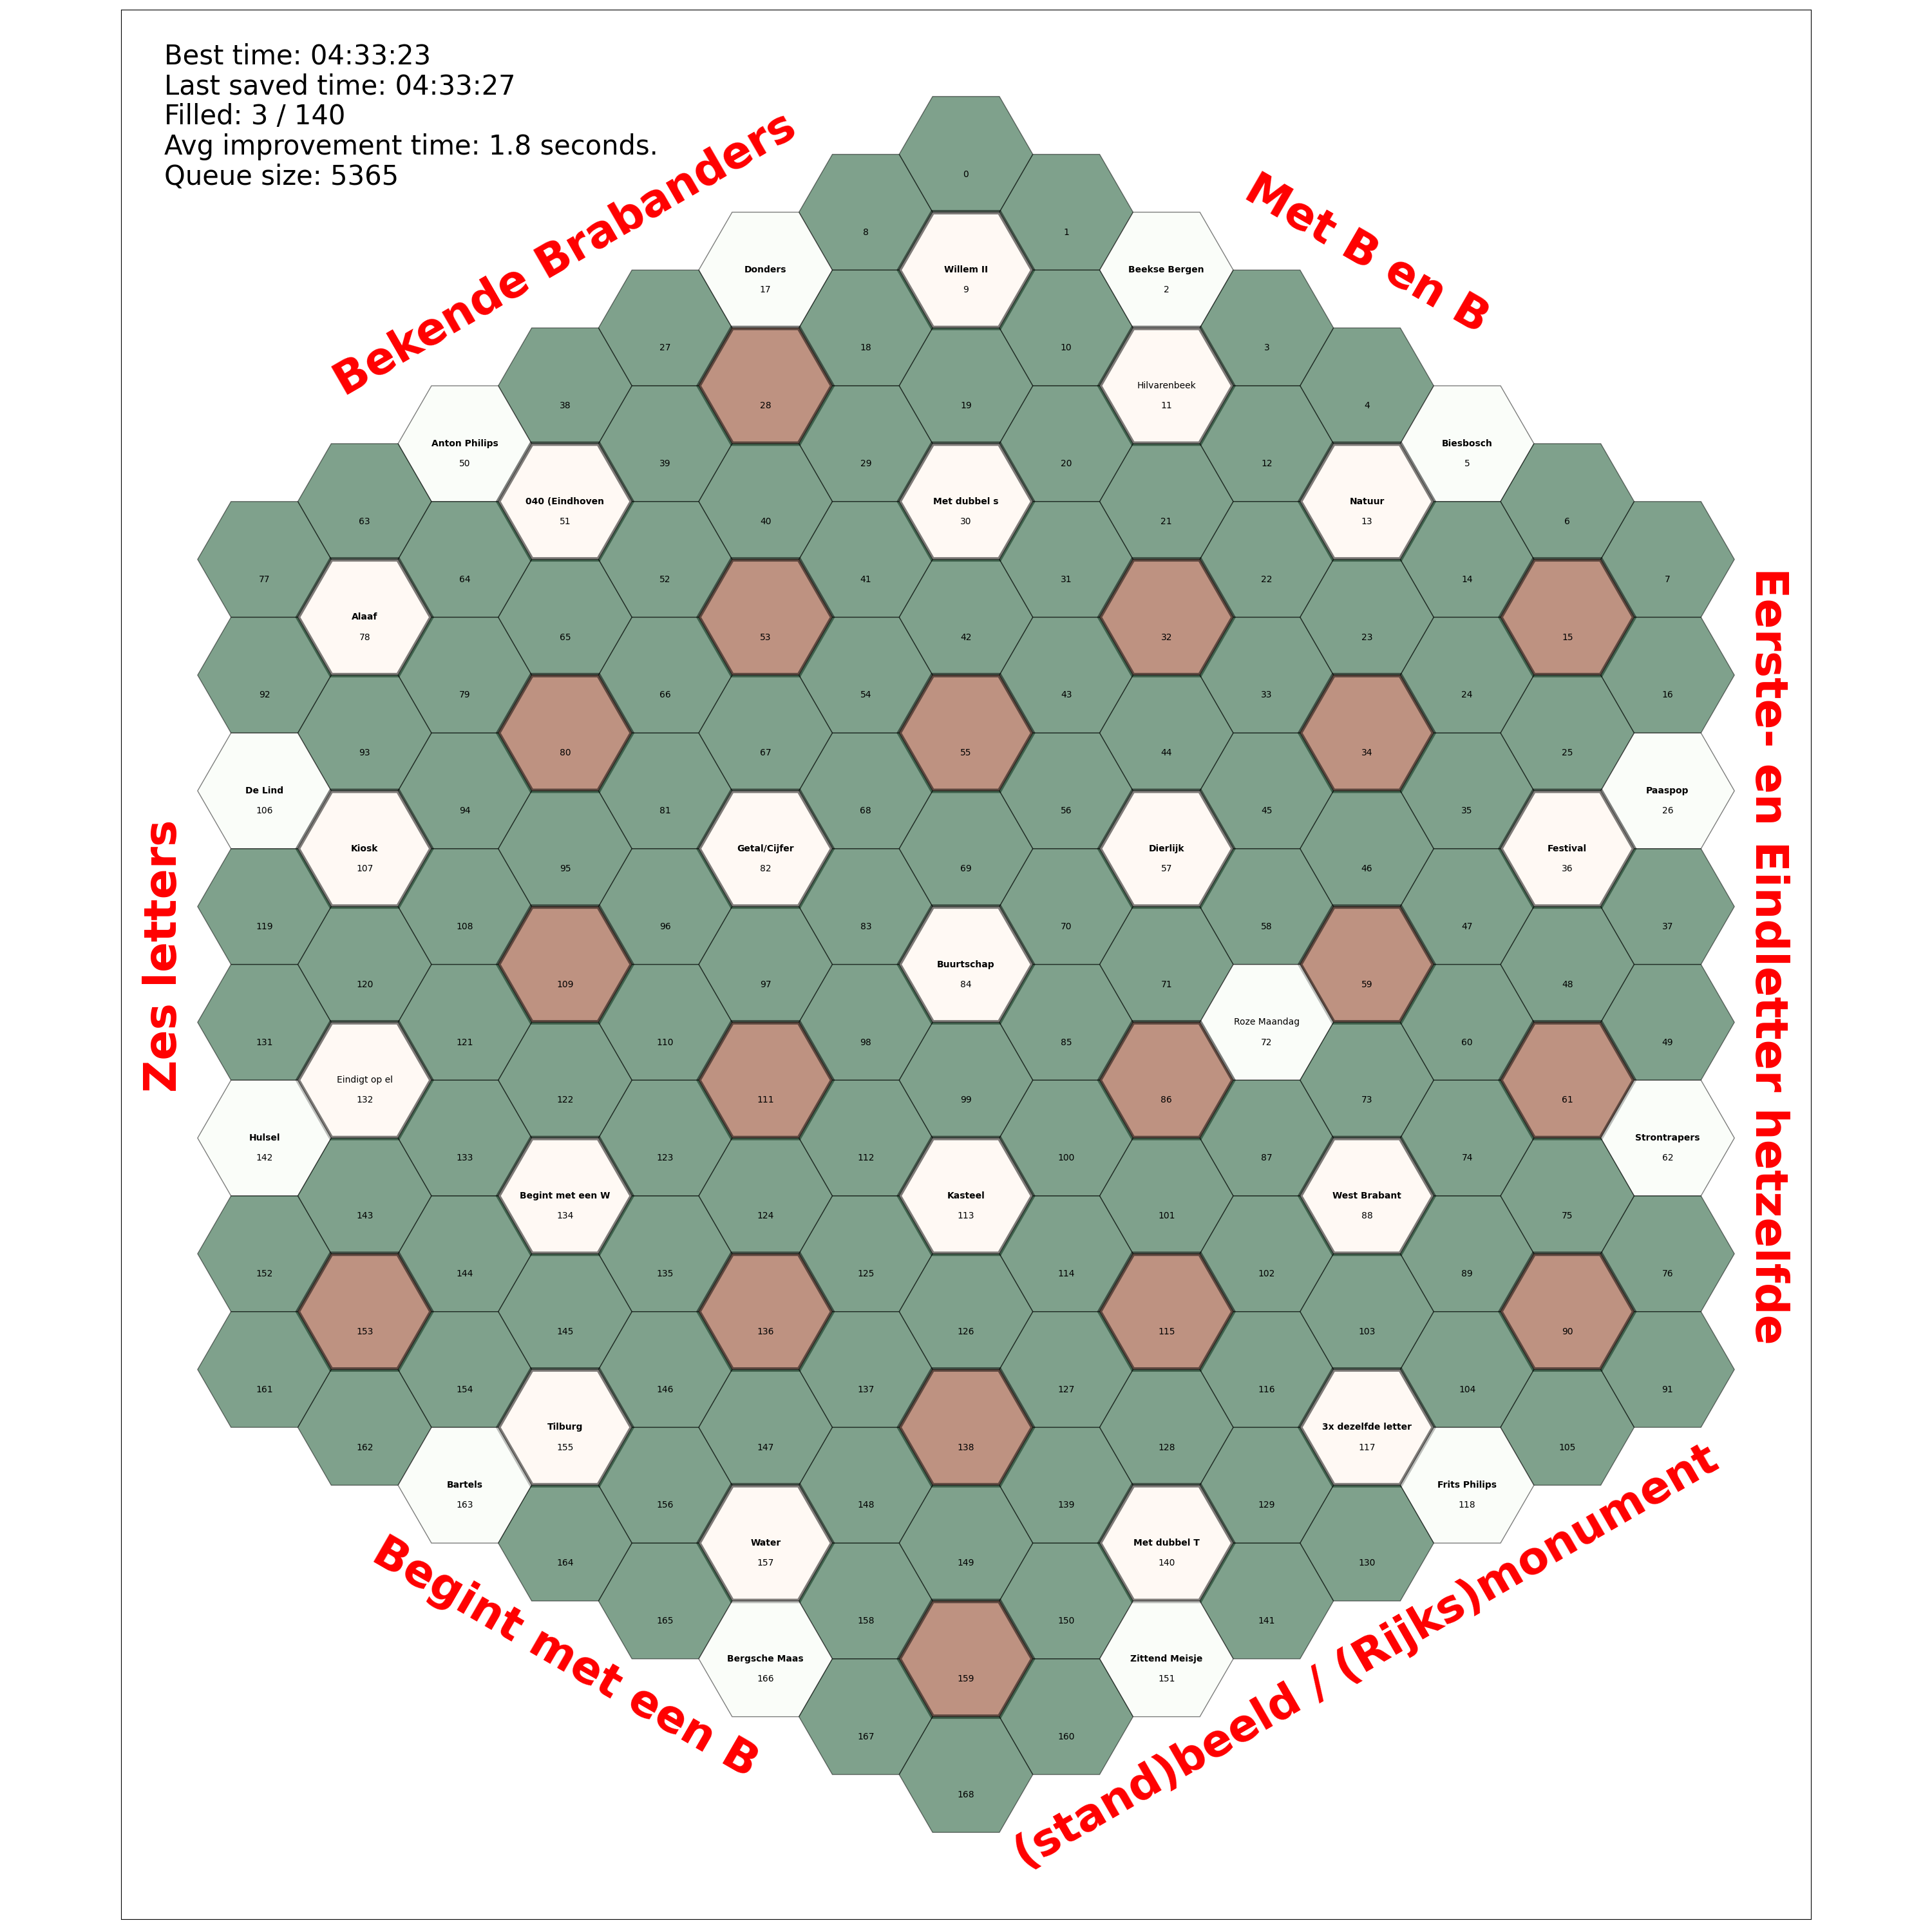 Best time: 04:33:23
Last saved time: 04:33:27
Filled: 3 / 140
Avg improvement time: 1.8 seconds.
Queue size: 5365
Bekende Brabanders
Met B en B
0
8 1
Donders Willem II Beekse Bergen
17 9 2
27 18 10 3
Hilvarenbeek
38 28 19 11 4
Anton Philips Biesbosch
50 39 29 20 12 5
040 (Eindhoven Met dubbel s Natuur
63 51 40 30 21 13 6
77 64 52 41 31 22 14 7
Alaaf
78 65 53 42 32 23 15
92 79 66 54 43 33 24 16
93 80 67 55 44 34 25
De Lind Paaspop
106 94 81 68 56 45 35 26
Kiosk Getal/Cijfer Dierlijk Festival
107 95 82 69 57 46 36
119 108 96 83 70 58 47 37
Zes letters
Eerste- en Eindletter hetzelfde
Buurtschap
120 109 97 84 71 59 48
Roze Maandag
131 121 110 98 85 72 60 49
Eindigt op el
132 122 111 99 86 73 61
Hulsel Strontrapers
142 133 123 112 100 87 74 62
Begint met een W Kasteel West Brabant
143 134 124 113 101 88 75
152 144 135 125 114 102 89 76
153 145 136 126 115 103 90
161 154 146 137 127 116 104 91
Tilburg 3x dezelfde letter
162 155 147 138 128 117 105
Bartels Frits Philips
163 156 148 139 129 118
Water Met dubbel T
164 157 149 140 130
165 158 150 141
Bergsche Maas Zittend Meisje
166 159 151
167 160
168
Begint met een B
(stand)beeld / (Rijks)monument